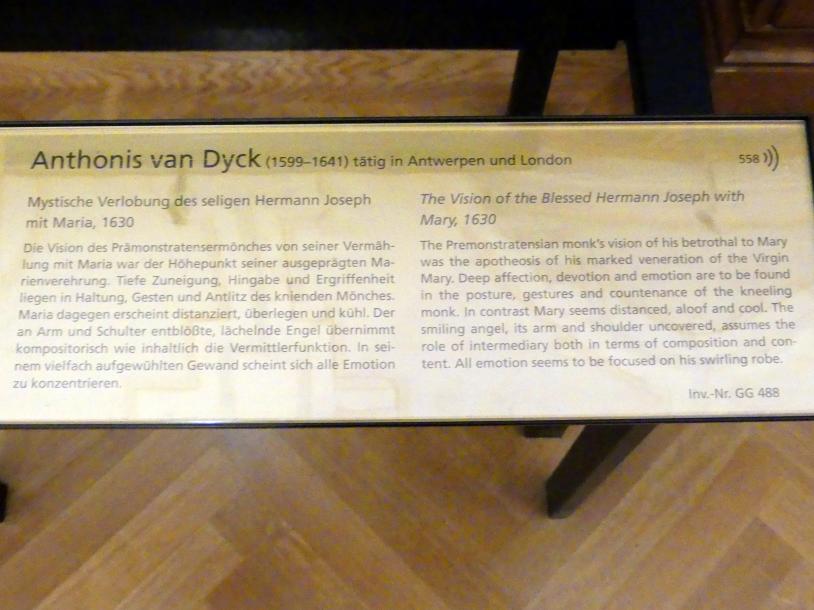 Anthonis van Dyck (1599–1641) tätig in Antwerpen und London
558
Mystische Verlobung des seligen Hermann Joseph
mit Maria, 1630
Die Vision des Prämonstratensermönches von seiner Vermäh-
lung mit Maria war der Höhepunkt seiner ausgeprägten Ma-
rienverehrung. Tiefe Zuneigung, Hingabe und Ergriffenheit
liegen in Haltung, Gesten und Antlitz des knienden Mönches.
Maria dagegen erscheint distanziert, überlegen und kühl. Der
an Arm und Schulter entblößte, lächelnde Engel übernimmt
kompositorisch wie inhaltlich die Vermittlerfunktion. In sei-
nem vielfach aufgewühlten Gewand scheint sich alle Emotion
zu konzentrieren.
The Vision of the Blessed Hermann Joseph with
Mary, 1630
The Premonstratensian monk's vision of his betrothal to Mary
was the apotheosis of his marked veneration of the Virgin
Mary. Deep affection, devotion and emotion are to be found
in the posture, gestures and countenance of the kneeling
monk. In contrast Mary seems distanced, aloof and cool. The
smiling angel, its arm and shoulder uncovered, assumes the
role of intermediary both in terms of composition and con-
tent. All emotion seems to be focused on his swirling robe.
Inv.-Nr. GG 488